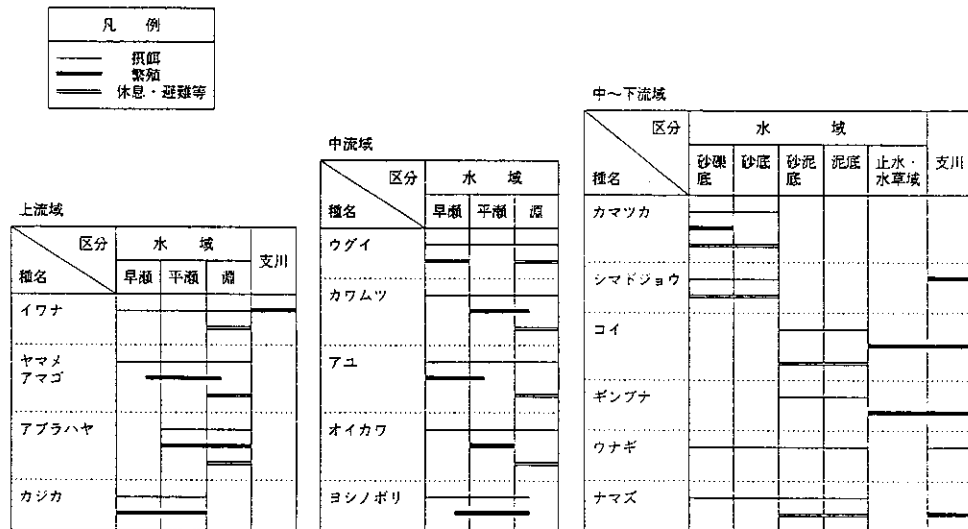 凡 例
摂餌
繁殖
休息・避難等
上流域
区分
水 域
支川
種名
早瀬 平瀬 淵
イワナ
ヤマメ
アマゴ
アブラハヤ
カジカ
中流域
区分
水 域
種名
早瀬 平瀬 淵
ウグイ
カワムツ
アユ
オイカワ
ヨシノボリ
中〜下流域
区分
水 域
種名
砂礫底 砂底 砂泥底 泥底 止水・水草域 支川
カマツカ
シマドジョウ
コイ
ギンブナ
ウナギ
ナマズ